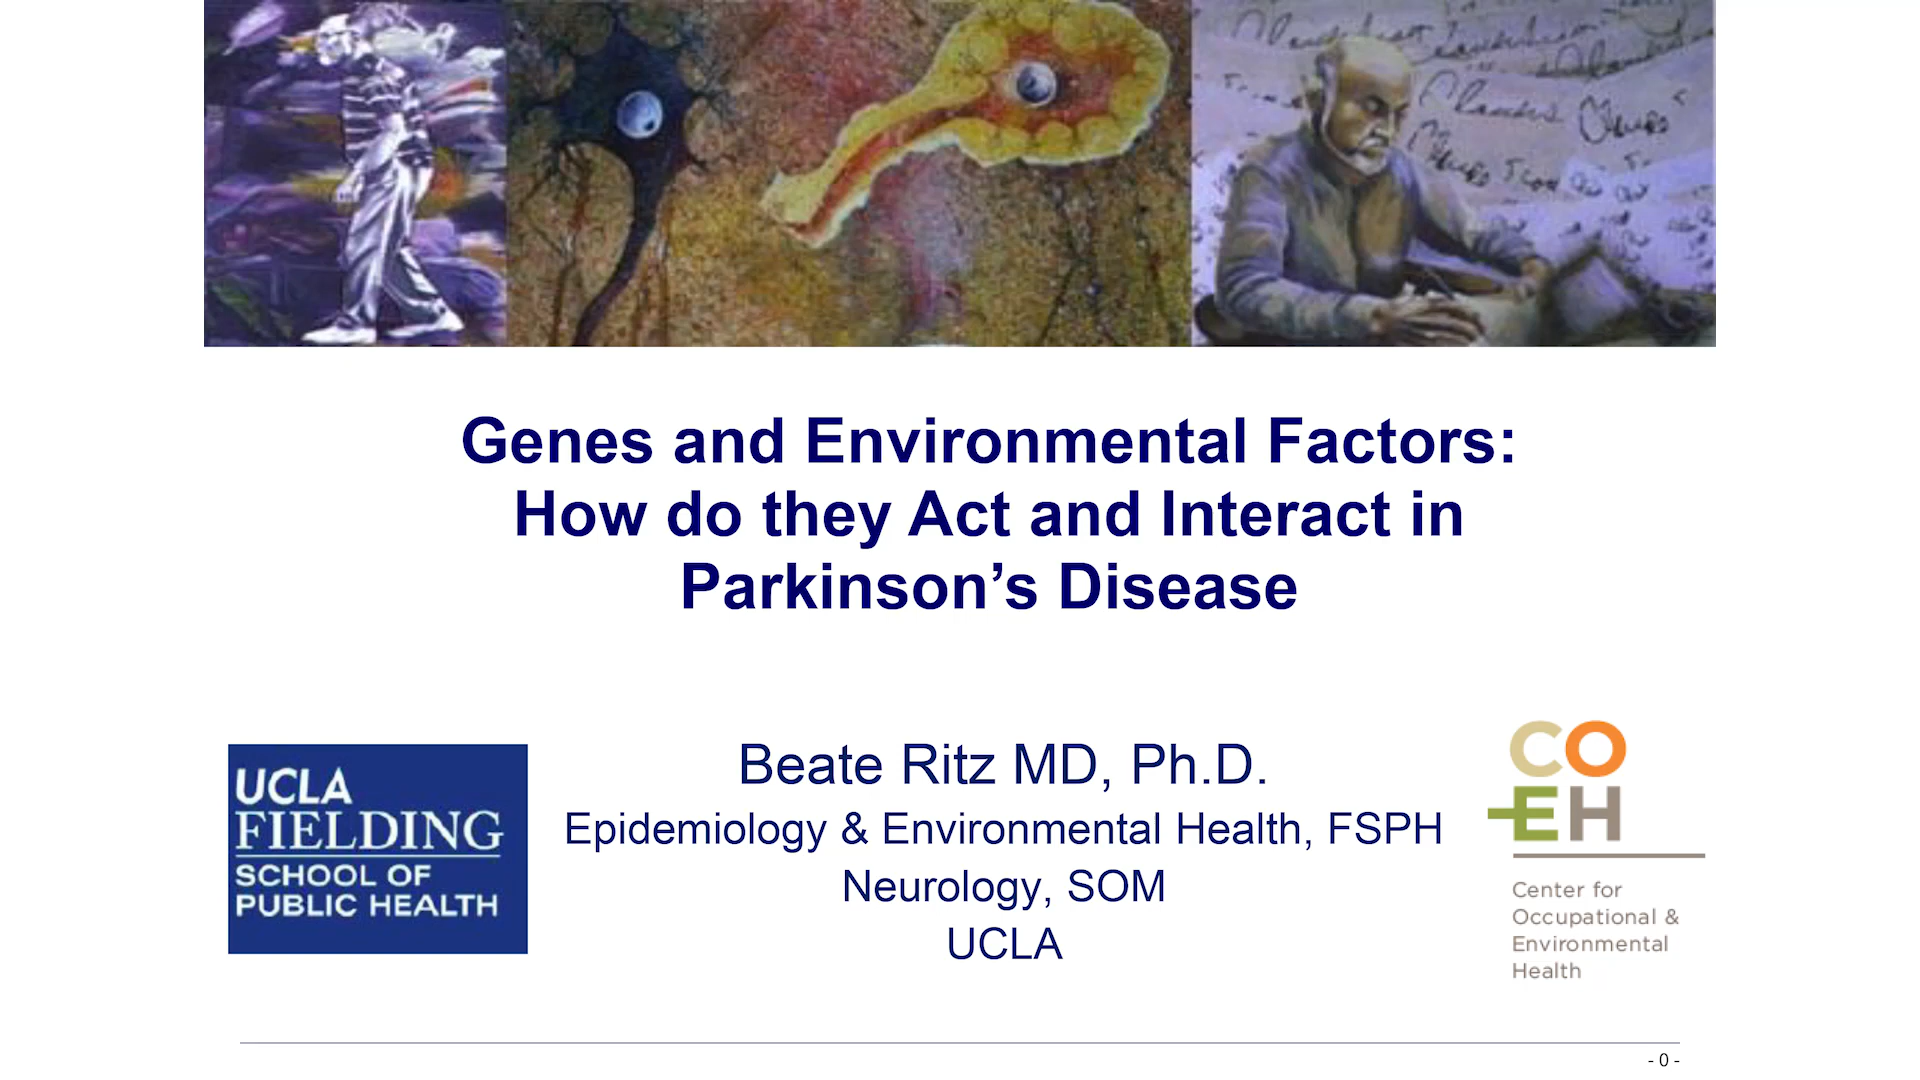 Genes and Environmental Factors:
How do they Act and Interact in
Parkinson’s Disease
UCLA
FIELDING
SCHOOL OF
PUBLIC HEALTH
Beate Ritz MD, Ph.D.
Epidemiology & Environmental Health, FSPH
Neurology, SOM
UCLA
CO
EH
Center for
Occupational &
Environmental
Health
- 0 -